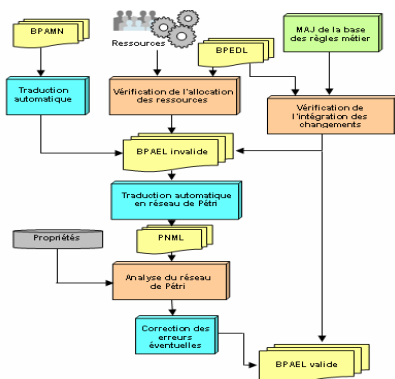 BPAMN
Ressources
BPEDL
MAJ de la base
des règles métier
Traduction
automatique
Vérification de l'allocation
des ressources
Vérification de
l'intégration des
changements
BPAEL invalide
Traduction automatique
en réseau de Pétri
Propriétés
PNML
Analyse du réseau
de Pétri
Correction des
erreurs
éventuelles
BPAEL valide